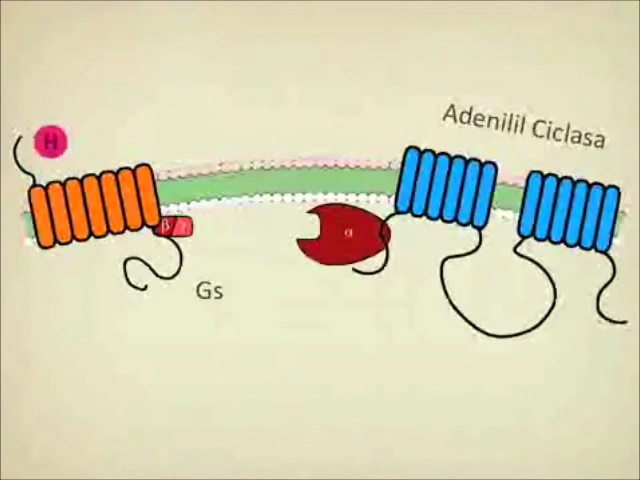 Adenilil Ciclasa
H
β γ
α
Gs